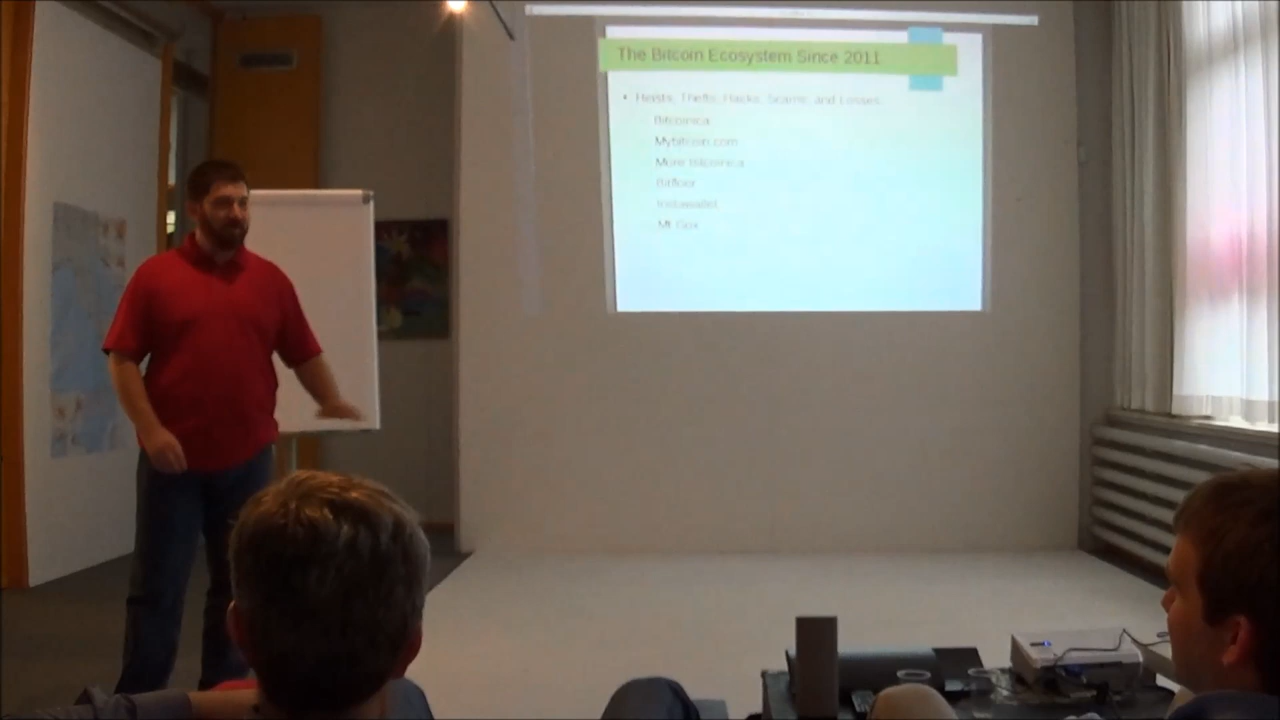 The Bitcoin Ecosystem Since 2011
• Heists, Thefts, Hacks, Scams, and Losses
Bitcoinica
Mybitcoin.com
More Bitcoinica
Bitfloor
Instawallet
Mt Gox